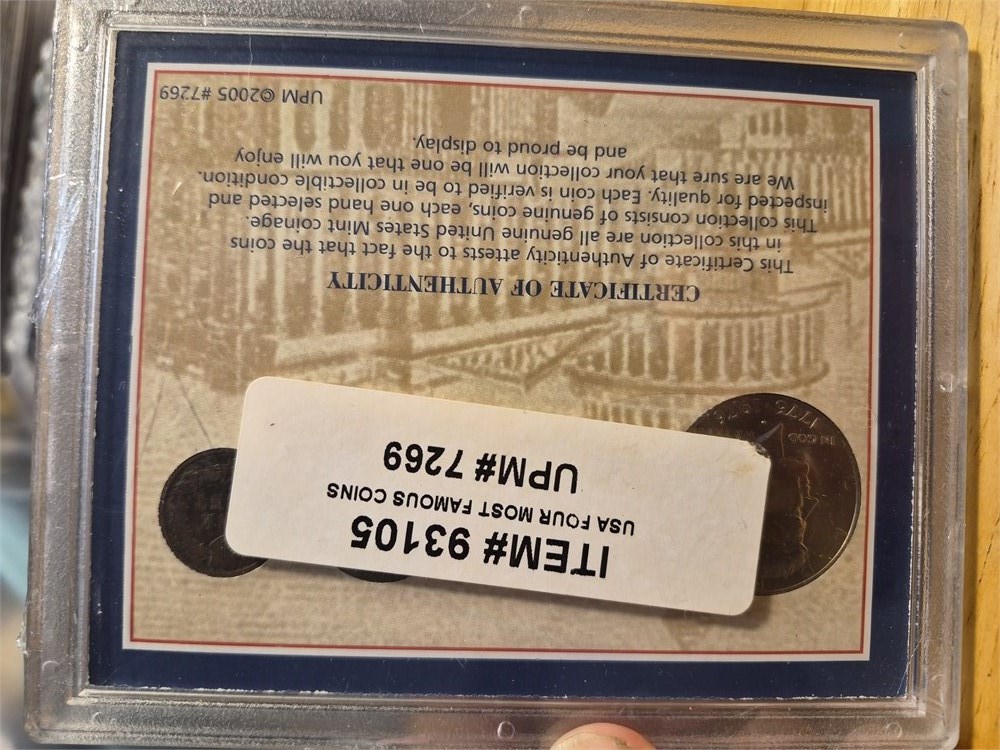 CERTIFICATE OF AUTHENTICITY
This Certificate of Authenticity attests to the fact that the coins
in this collection are all genuine United States Mint coinage.
This collection consists of genuine coins, each one hand selected and
inspected for quality. Each coin is verified to be in collectible condition.
We are sure that your collection will be one that you will enjoy
and be proud to display.
UPM ©2005 #7269
ITEM# 93105
USA FOUR MOST FAMOUS COINS
UPM# 7269
IN GOD
1776 · 1976